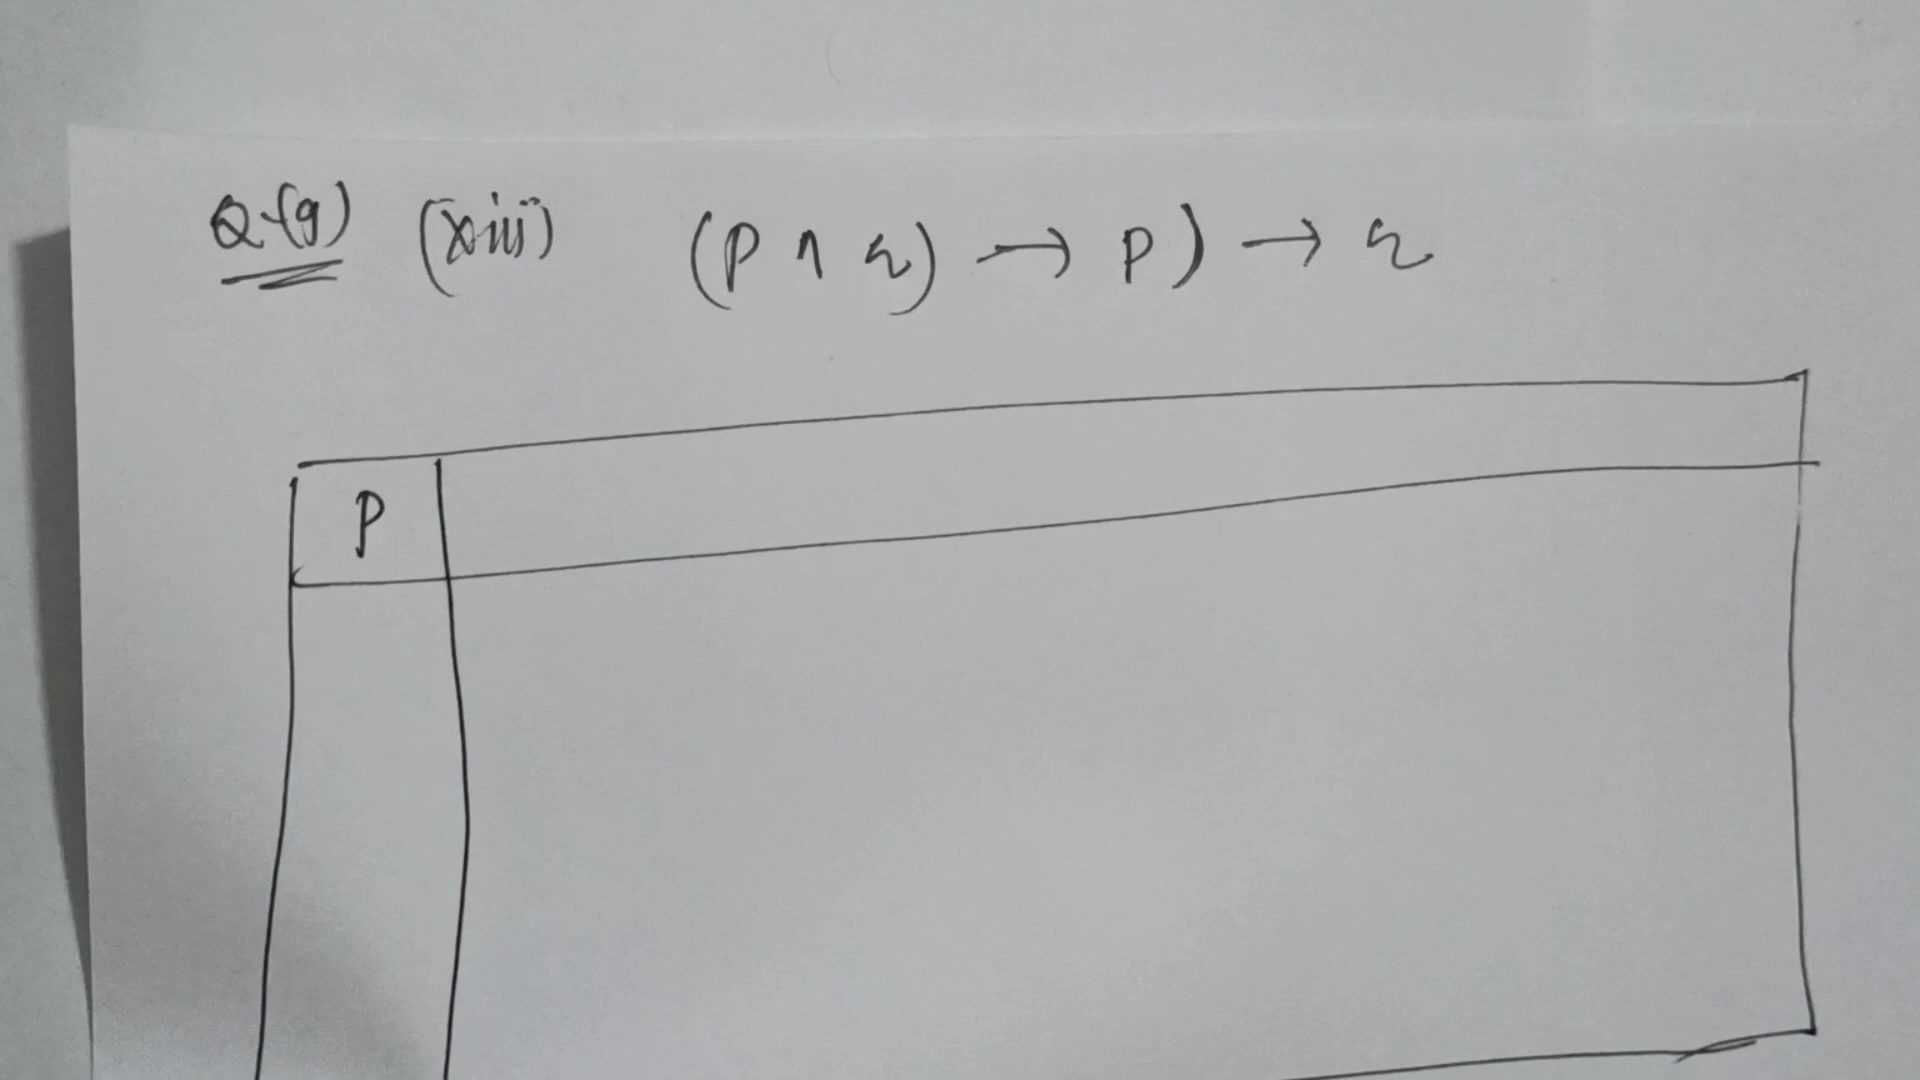 Q.(g) (xiii) (p ∧ q) → p) → q
p